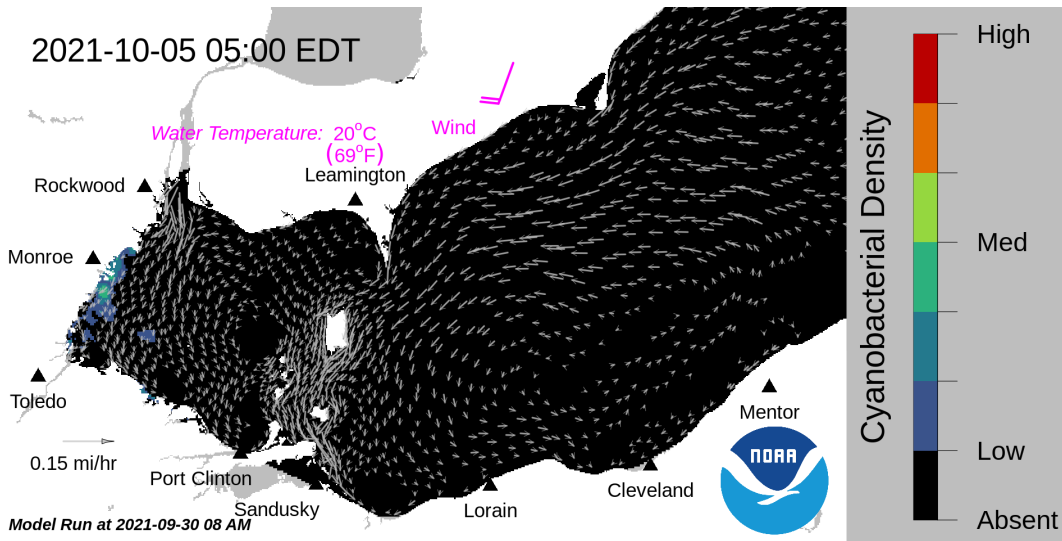 2021-10-05 05:00 EDT
High
Wind
Water Temperature: 20°C
(69°F)
Leamington
Rockwood
Monroe
Med
Cyanobacterial Density
Toledo
Mentor
0.15 mi/hr
NOAA
Low
Port Clinton
Cleveland
Sandusky
Lorain
Absent
Model Run at 2021-09-30 08 AM